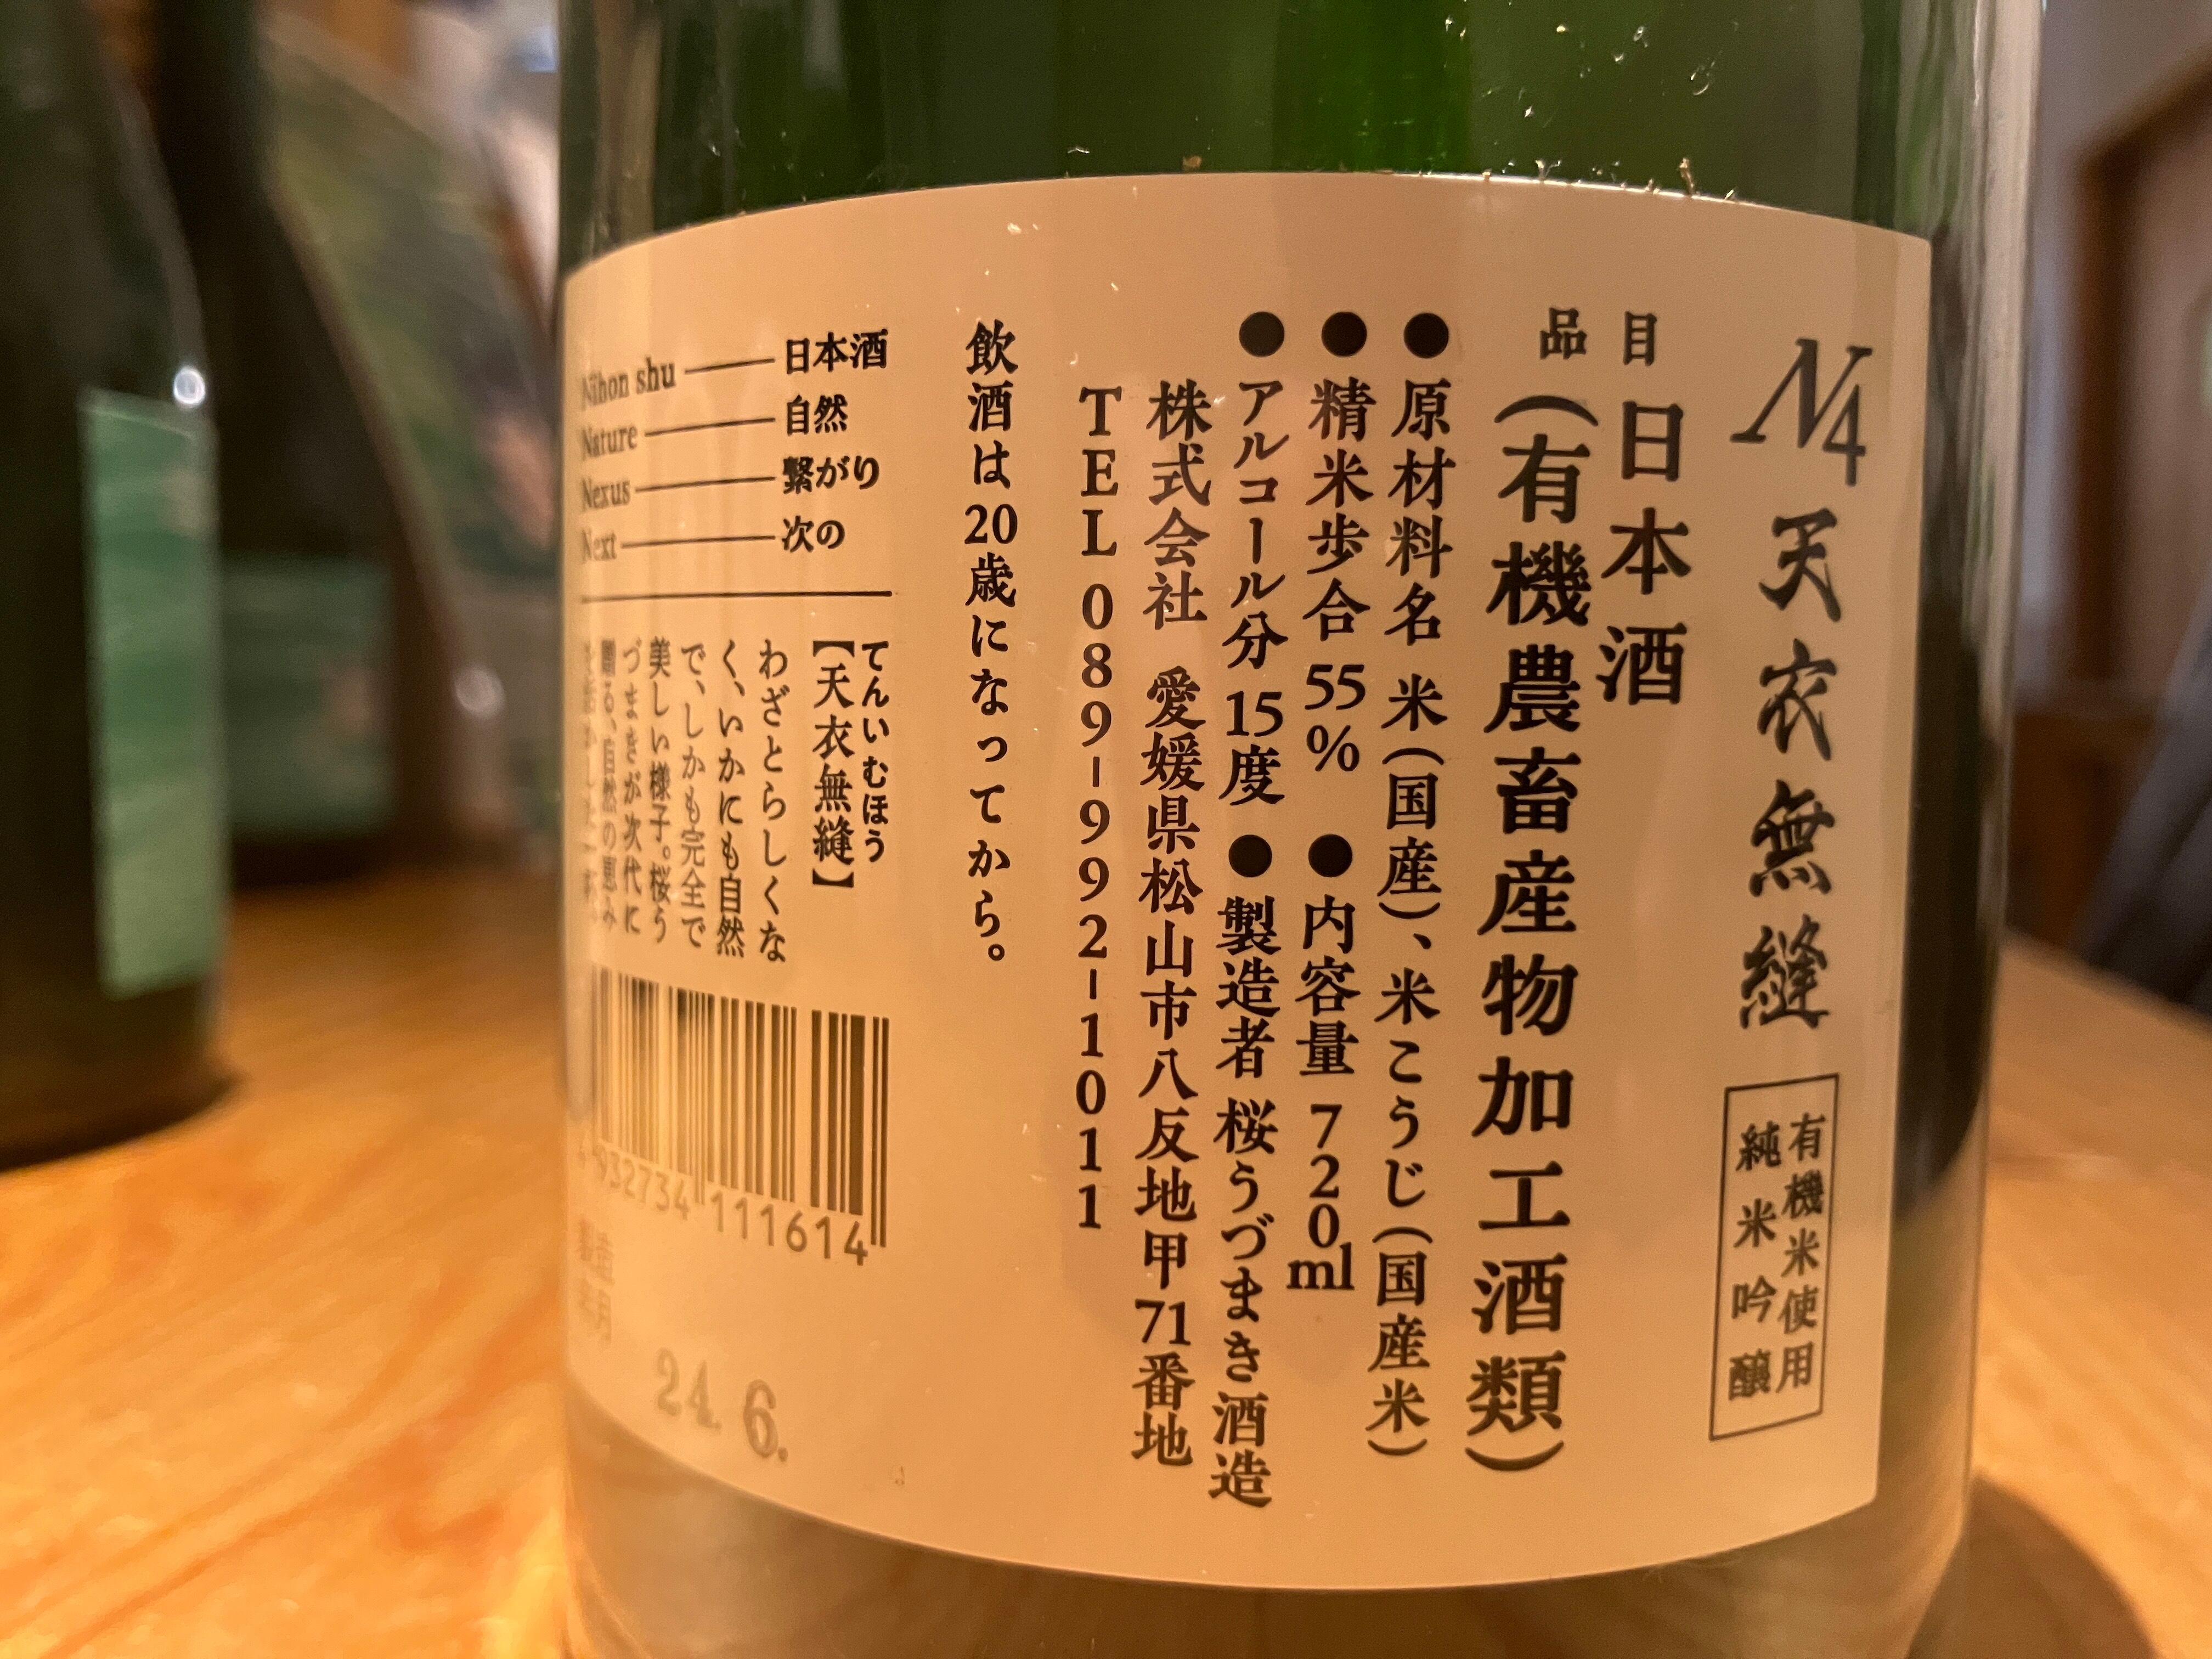 N4 天衣無縫
有機米使用
純米吟醸
品目 日本酒
(有機農畜産物加工酒類)
●原材料名 米(国産)、米こうじ(国産米)
●精米歩合 55% ●内容量 720ml
●アルコール分 15度 ●製造者 桜うづまき酒造
株式会社 愛媛県松山市八反地甲71番地
TEL 089-992-1011
飲酒は20歳になってから。
Nihon shu 日本酒
Nature 自然
Nexus 繋がり
Next 次の
てんいむほう
【天衣無縫】
わざとらしくな
く、いかにも自然
で、しかも完全で
美しい様子。桜う
づまきが次代に
贈る、自然の恵み
932734 111614
製造
年月
24. 6.